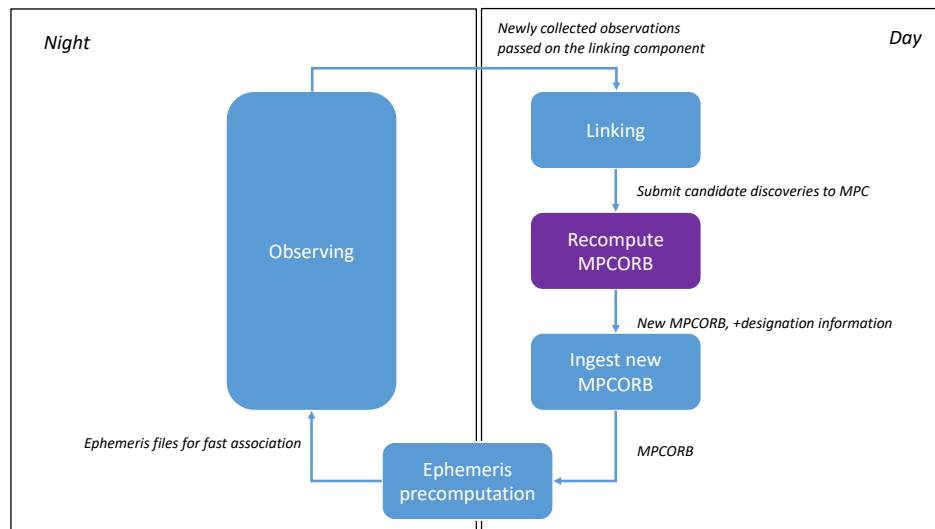 Night
Newly collected observations
passed on the linking component
Day
Linking
Observing
Submit candidate discoveries to MPC
Recompute
MPCORB
New MPCORB, +designation information
Ingest new
MPCORB
Ephemeris files for fast association
MPCORB
Ephemeris
precomputation